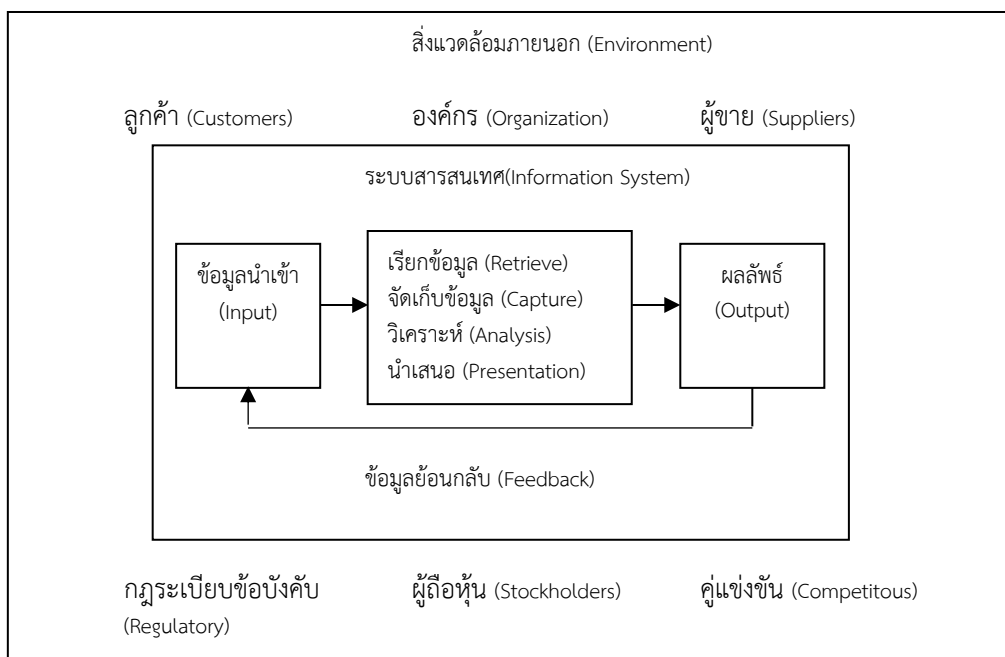 สิ่งแวดล้อมภายนอก (Environment)
ลูกค้า (Customers)
องค์กร (Organization)
ผู้ขาย (Suppliers)
ระบบสารสนเทศ(Information System)
ข้อมูลนำเข้า
(Input)
เรียกข้อมูล (Retrieve)
จัดเก็บข้อมูล (Capture)
วิเคราะห์ (Analysis)
นำเสนอ (Presentation)
ผลลัพธ์
(Output)
ข้อมูลย้อนกลับ (Feedback)
กฎระเบียบข้อบังคับ
(Regulatory)
ผู้ถือหุ้น (Stockholders)
คู่แข่งขัน (Competitous)